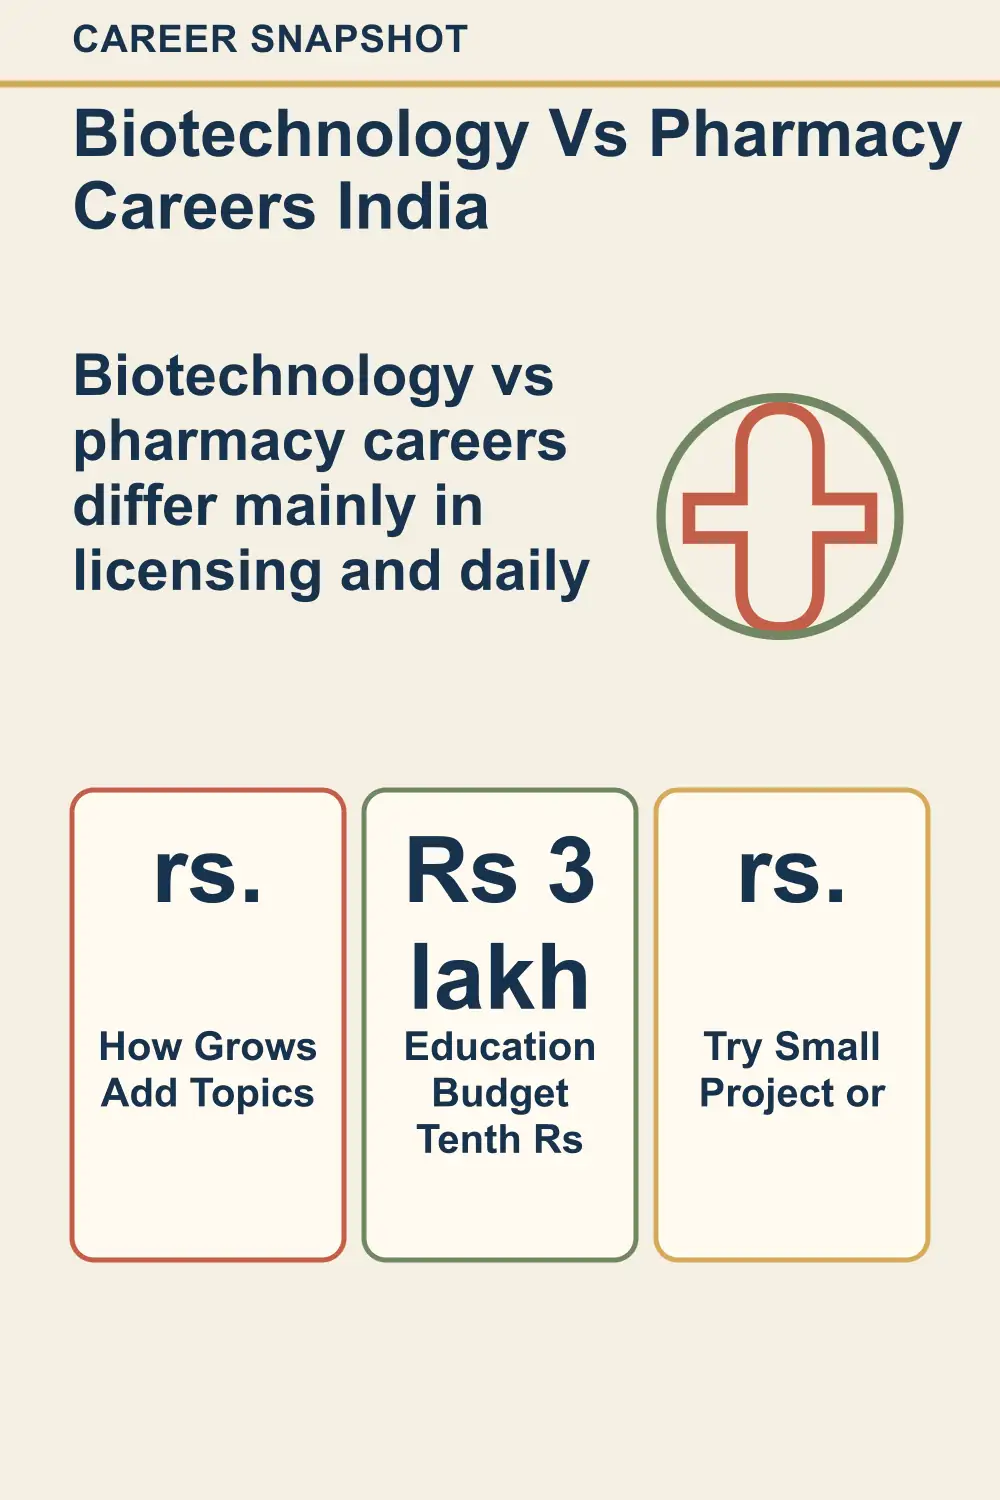 CAREER SNAPSHOT
Biotechnology Vs Pharmacy
Careers India
Biotechnology vs
pharmacy careers
differ mainly in
licensing and daily
rs.
How Grows
Add Topics
Rs 3
lakh
Education
Budget
Tenth Rs
rs.
Try Small
Project or